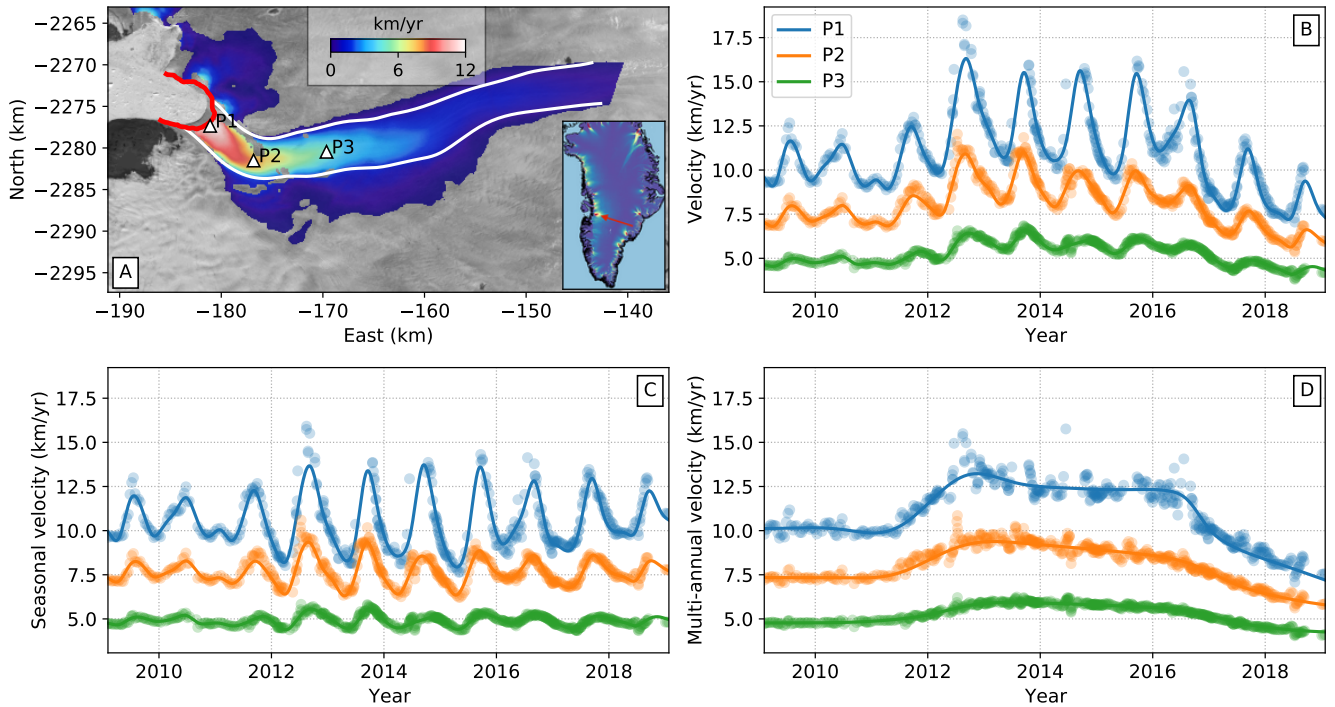 −2265
−2270
−2275
−2280
−2285
−2290
−2295
North (km)
km/yr
0 6 12
P1
P2
P3
A
−190 −180 −170 −160 −150 −140
East (km)
17.5
15.0
12.5
10.0
7.5
5.0
Velocity (km/yr)
P1
P2
P3
B
2010 2012 2014 2016 2018
Year
17.5
15.0
12.5
10.0
7.5
5.0
Seasonal velocity (km/yr)
C
2010 2012 2014 2016 2018
Year
17.5
15.0
12.5
10.0
7.5
5.0
Multi-annual velocity (km/yr)
D
2010 2012 2014 2016 2018
Year